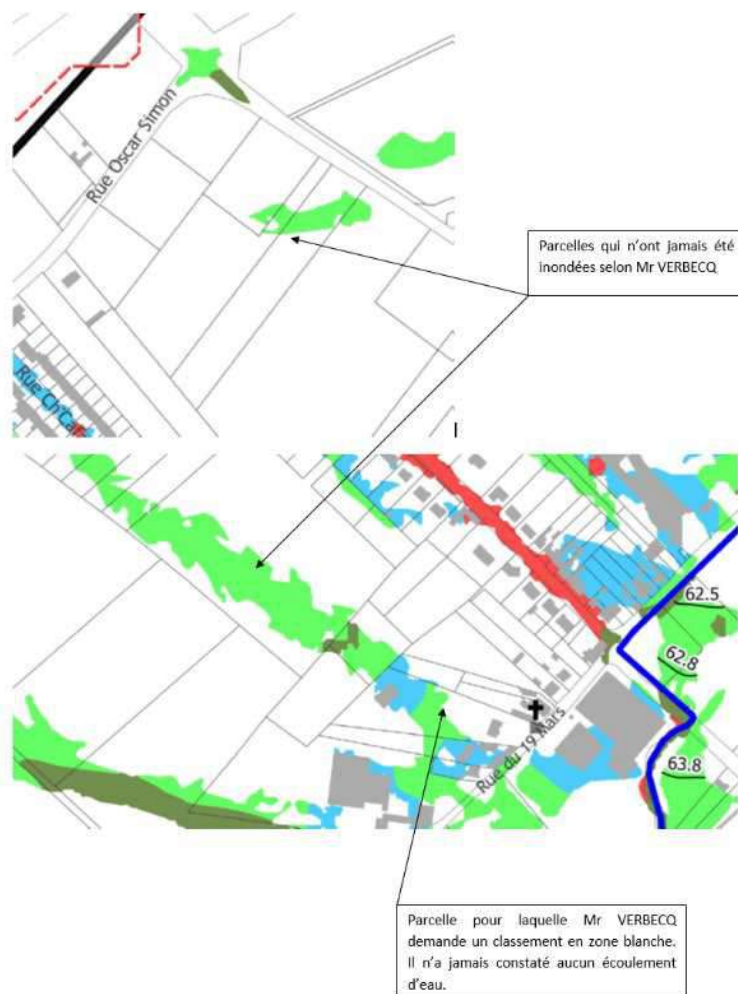 Rue Oscar Simon
Parcelles qui n'ont jamais été
inondées selon Mr VERBECQ
62.5
62.8
Rue du 19 Mars
63.8
Parcelle pour laquelle Mr VERBECQ
demande un classement en zone blanche.
Il n'a jamais constaté aucun écoulement
d'eau.